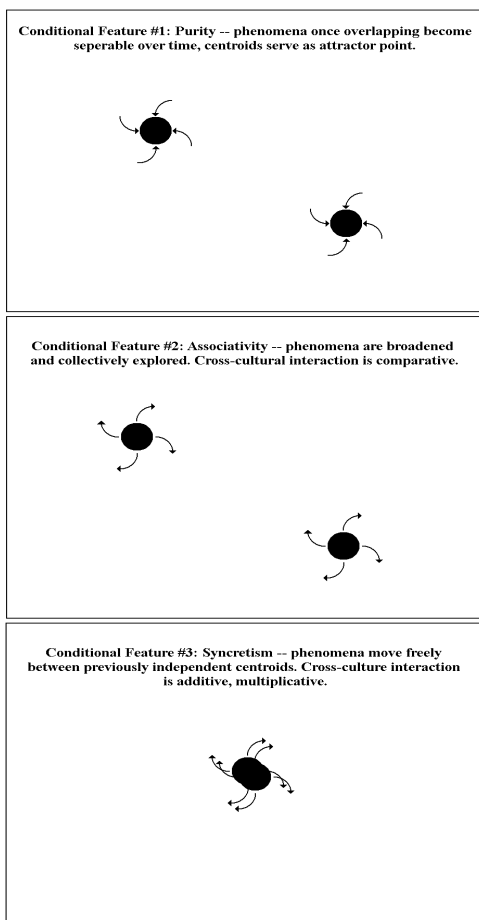 Conditional Feature #1: Purity -- phenomena once overlapping become
seperable over time, centroids serve as attractor point.
Conditional Feature #2: Associativity -- phenomena are broadened
and collectively explored. Cross-cultural interaction is comparative.
Conditional Feature #3: Syncretism -- phenomena move freely
between previously independent centroids. Cross-culture interaction
is additive, multiplicative.